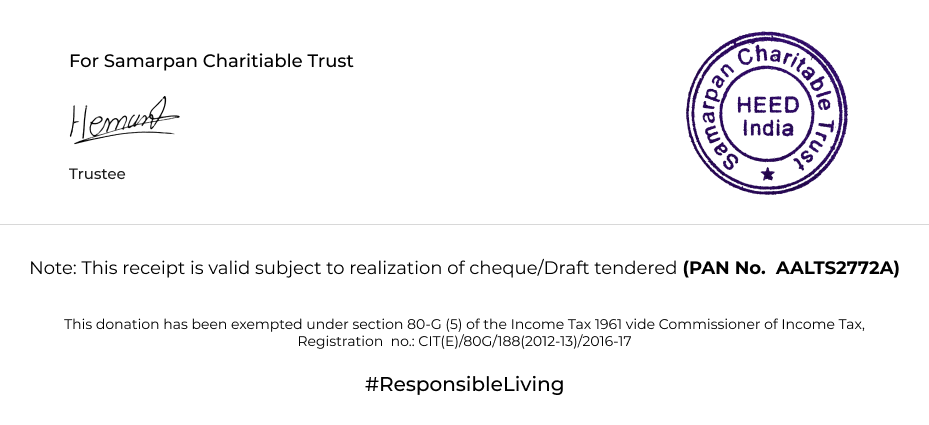 For Samarpan Charitiable Trust
Samarpan Charitable Trust
HEED
India
Hemant
Trustee
Note: This receipt is valid subject to realization of cheque/Draft tendered (PAN No. AALTS2772A)
This donation has been exempted under section 80-G (5) of the Income Tax 1961 vide Commissioner of Income Tax,
Registration no.: CIT(E)/80G/188(2012-13)/2016-17
#ResponsibleLiving